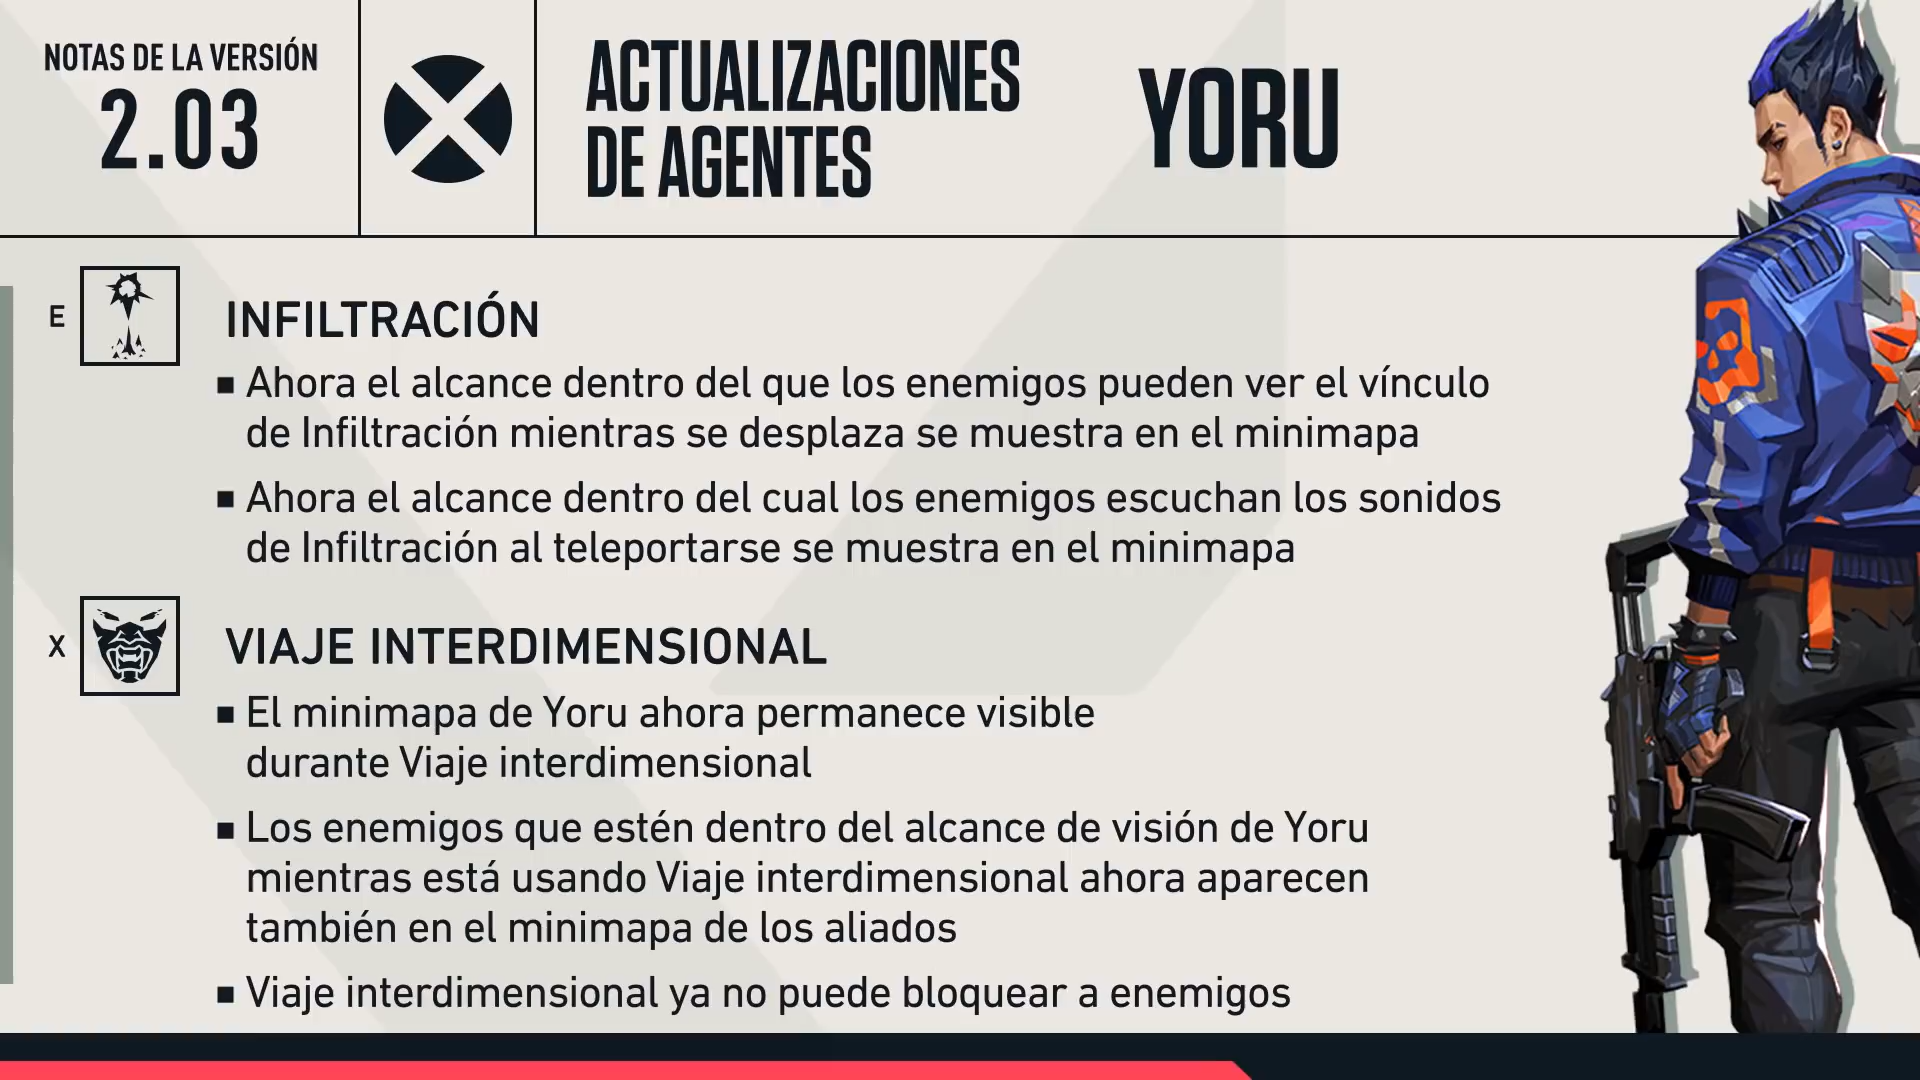 NOTAS DE LA VERSIÓN
2.03
ACTUALIZACIONES
DE AGENTES
YORU
E
INFILTRACIÓN
▪ Ahora el alcance dentro del que los enemigos pueden ver el vínculo
de Infiltración mientras se desplaza se muestra en el minimapa
▪ Ahora el alcance dentro del cual los enemigos escuchan los sonidos
de Infiltración al teleportarse se muestra en el minimapa
X
VIAJE INTERDIMENSIONAL
▪ El minimapa de Yoru ahora permanece visible
durante Viaje interdimensional
▪ Los enemigos que estén dentro del alcance de visión de Yoru
mientras está usando Viaje interdimensional ahora aparecen
también en el minimapa de los aliados
▪ Viaje interdimensional ya no puede bloquear a enemigos